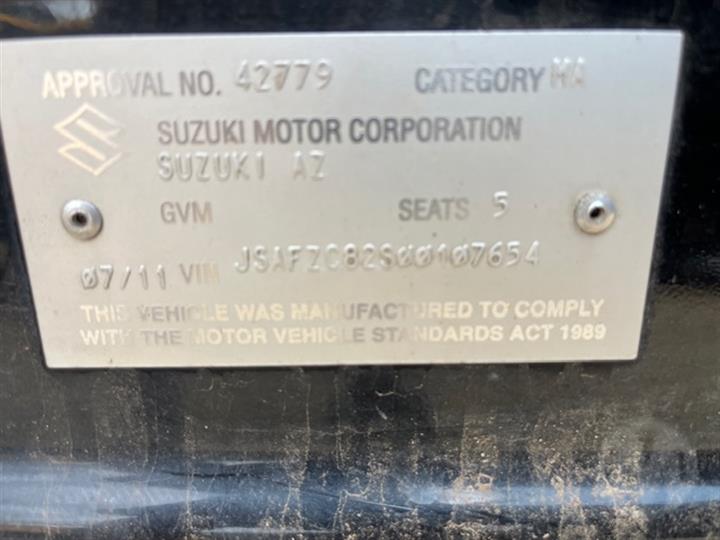 APPROVAL NO. 42779 CATEGORY MA
SUZUKI MOTOR CORPORATION
SUZUKI AZ
GVM SEATS 5
07/11 VIN JSAFZC82S00107654
THIS VEHICLE WAS MANUFACTURED TO COMPLY
WITH THE MOTOR VEHICLE STANDARDS ACT 1989